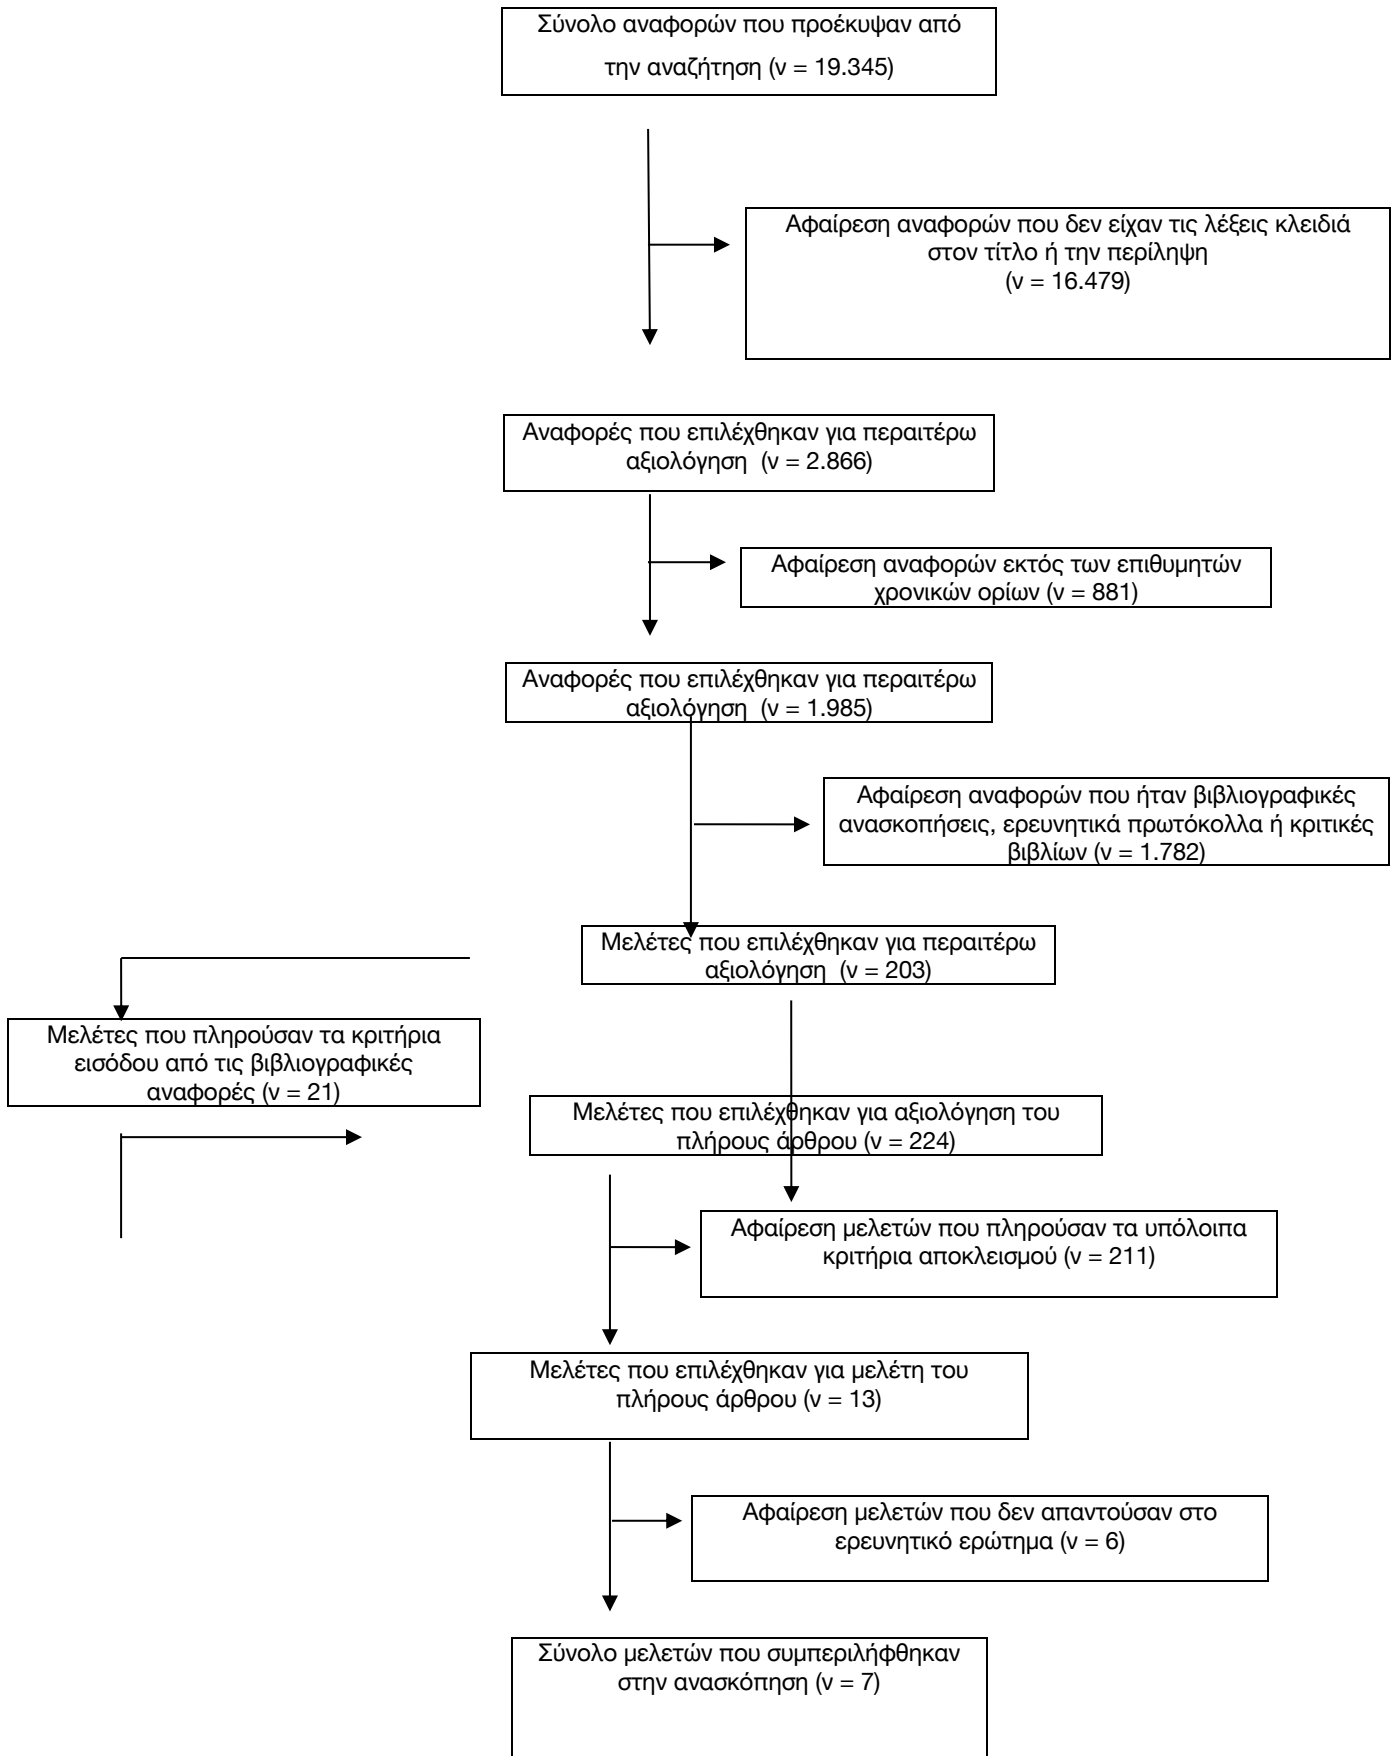 Σύνολο αναφορών που προέκυψαν από
την αναζήτηση (ν = 19.345)
Αφαίρεση αναφορών που δεν είχαν τις λέξεις κλειδιά
στον τίτλο ή την περίληψη
(ν = 16.479)
Αναφορές που επιλέχθηκαν για περαιτέρω
αξιολόγηση (ν = 2.866)
Αφαίρεση αναφορών εκτός των επιθυμητών
χρονικών ορίων (ν = 881)
Αναφορές που επιλέχθηκαν για περαιτέρω
αξιολόγηση (ν = 1.985)
Αφαίρεση αναφορών που ήταν βιβλιογραφικές
ανασκοπήσεις, ερευνητικά πρωτόκολλα ή κριτικές
βιβλίων (ν = 1.782)
Μελέτες που επιλέχθηκαν για περαιτέρω
αξιολόγηση (ν = 203)
Μελέτες που πληρούσαν τα κριτήρια
εισόδου από τις βιβλιογραφικές
αναφορές (ν = 21)
Μελέτες που επιλέχθηκαν για αξιολόγηση του
πλήρους άρθρου (ν = 224)
Αφαίρεση μελετών που πληρούσαν τα υπόλοιπα
κριτήρια αποκλεισμού (ν = 211)
Μελέτες που επιλέχθηκαν για μελέτη του
πλήρους άρθρου (ν = 13)
Αφαίρεση μελετών που δεν απαντούσαν στο
ερευνητικό ερώτημα (ν = 6)
Σύνολο μελετών που συμπεριλήφθηκαν
στην ανασκόπηση (ν = 7)